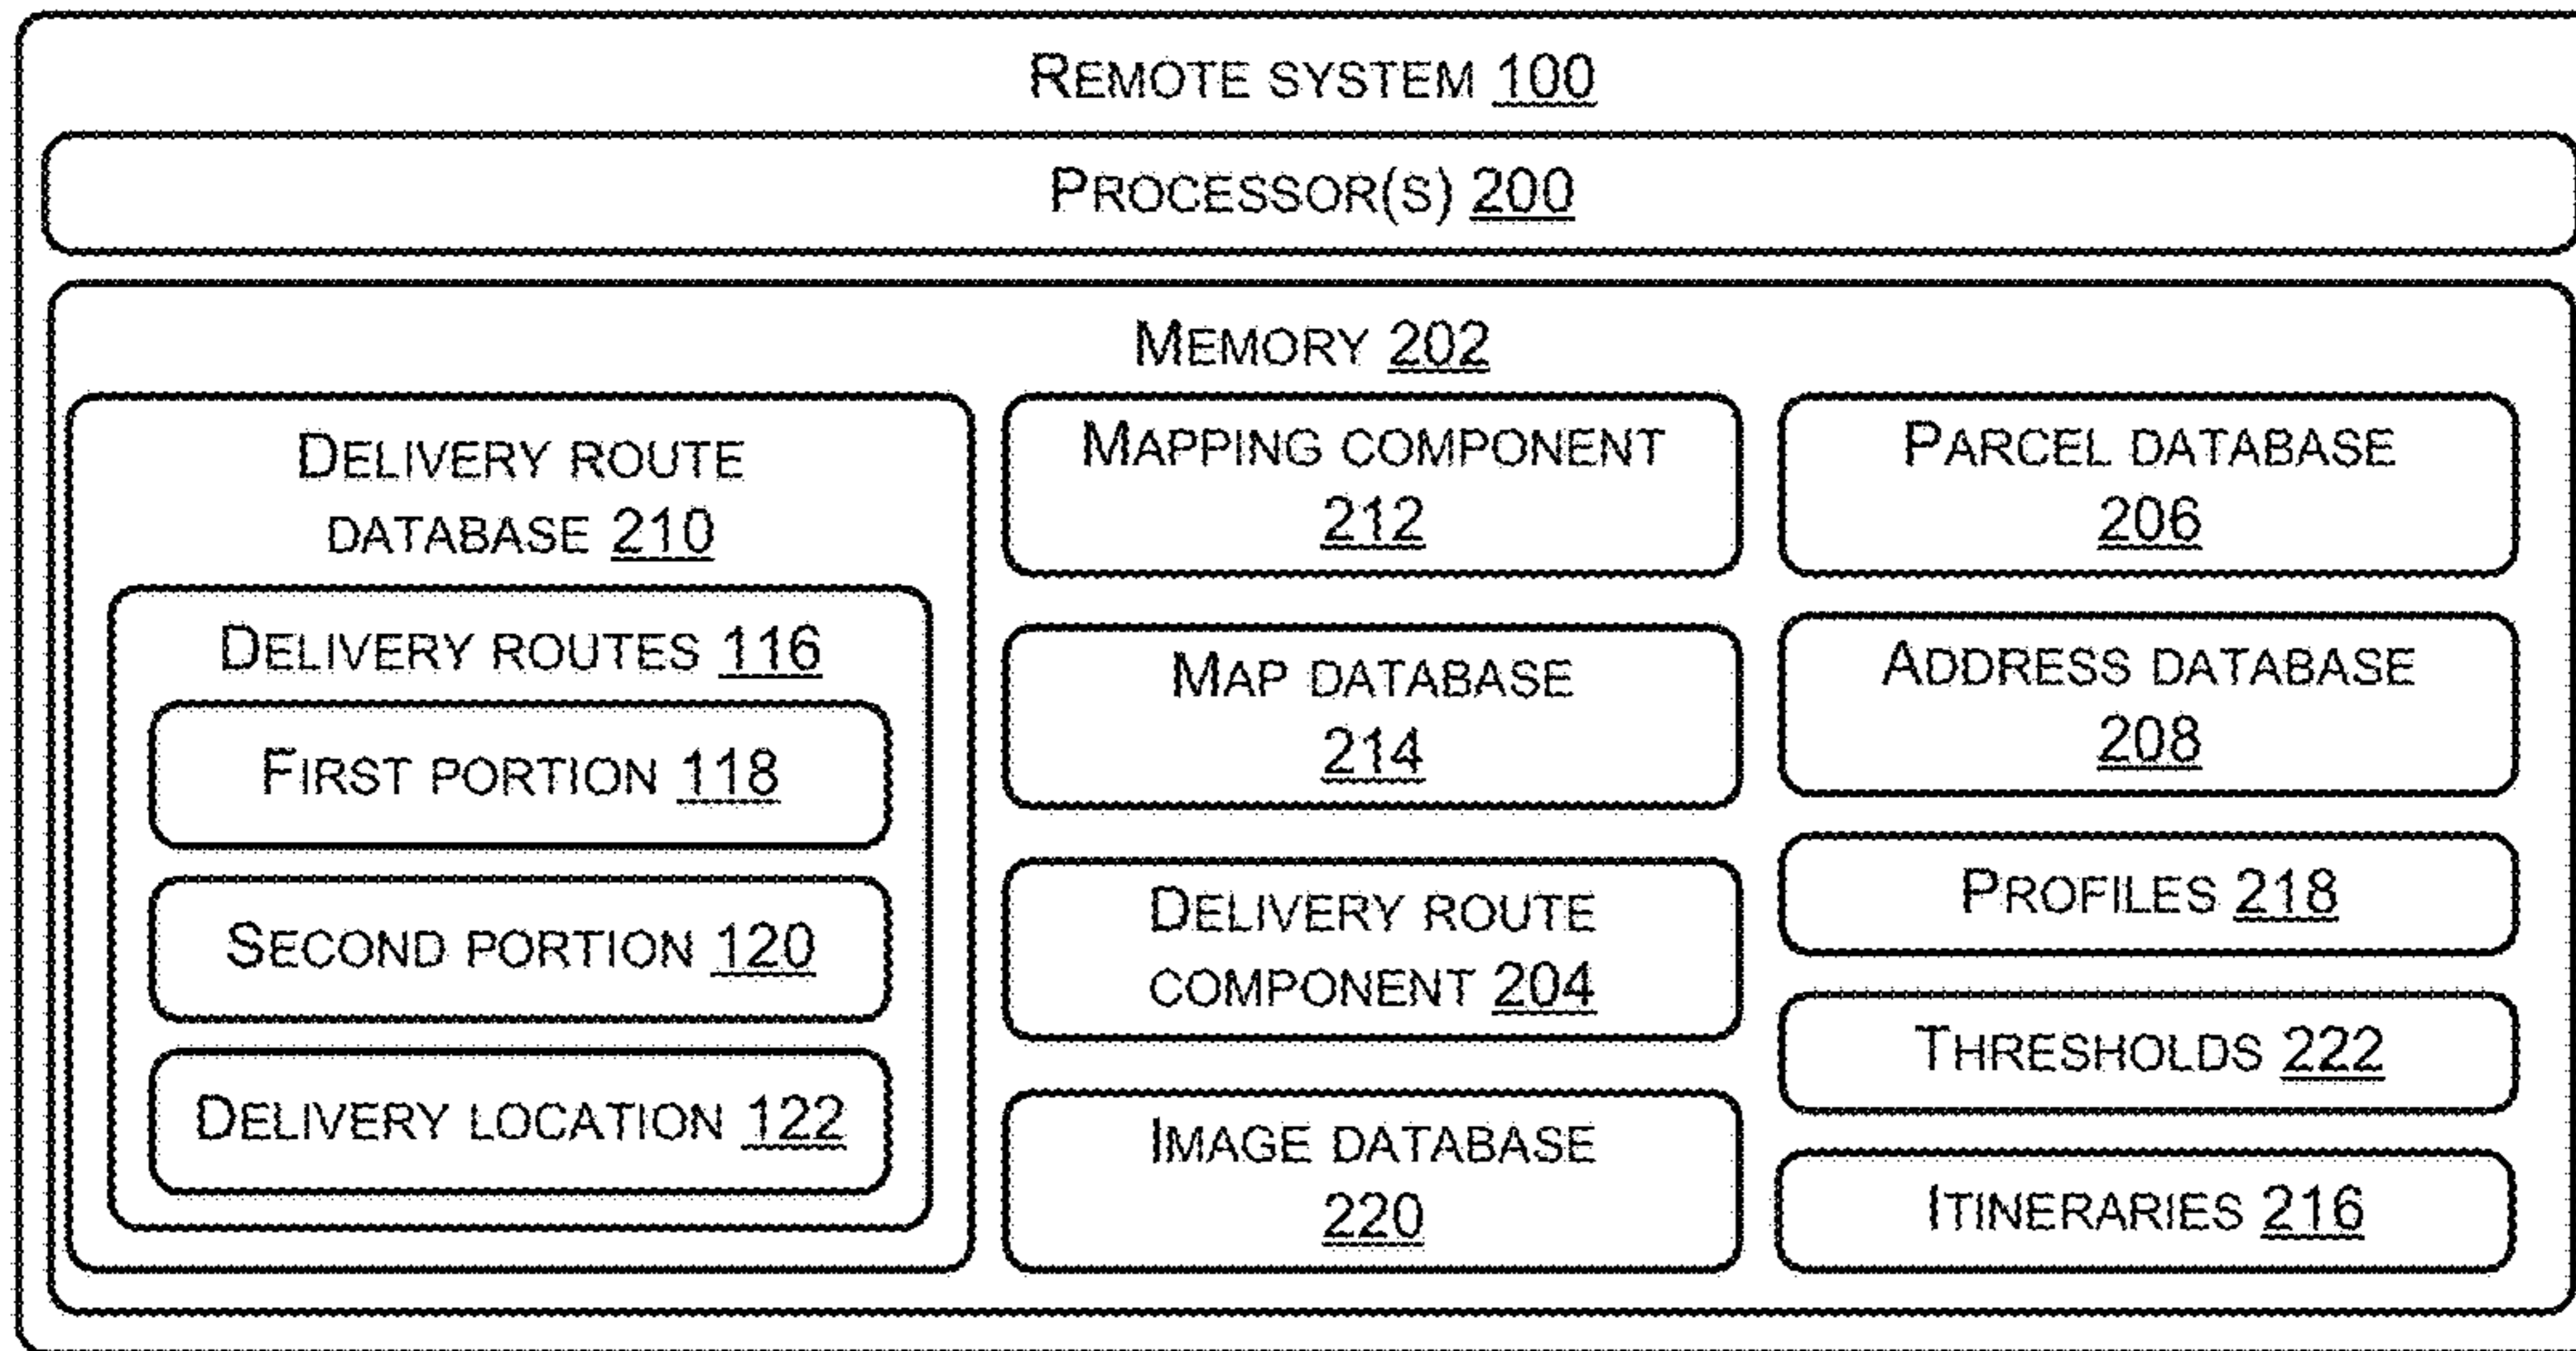 REMOTE SYSTEM 100
PROCESSOR(S) 200
MEMORY 202
DELIVERY ROUTE
DATABASE 210
DELIVERY ROUTES 116
FIRST PORTION 118
SECOND PORTION 120
DELIVERY LOCATION 122
MAPPING COMPONENT
212
MAP DATABASE
214
DELIVERY ROUTE
COMPONENT 204
IMAGE DATABASE
220
PARCEL DATABASE
206
ADDRESS DATABASE
208
PROFILES 218
THRESHOLDS 222
ITINERARIES 216